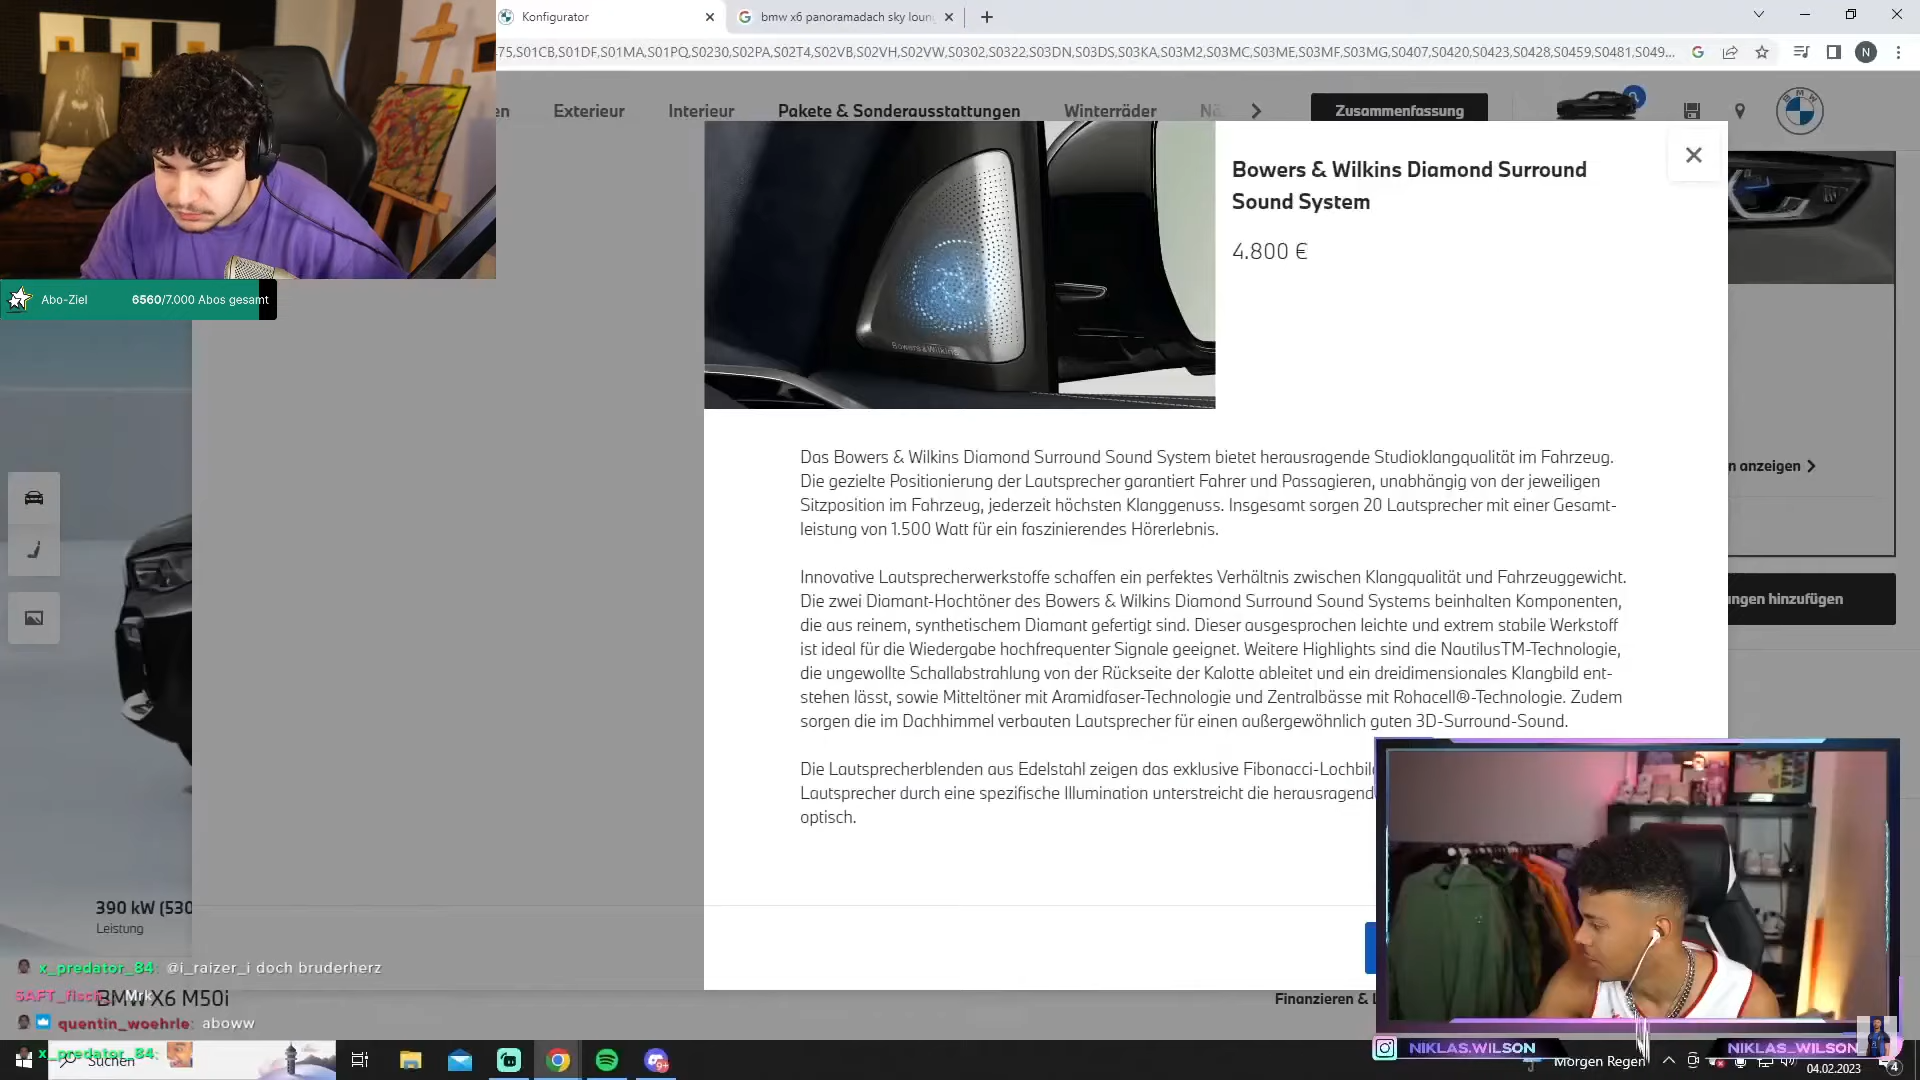 Konfigurator
bmw x6 panoramadach sky loun
75,S01CB,S01DF,S01MA,S01PQ,S0230,S02PA,S02T4,S02VB,S02VH,S02VW,S0302,S0322,S03DN,S03DS,S03KA,S03M2,S03MC,S03ME,S03MF,S03MG,S0407,S0420,S0423,S0428,S0459,S0481,S049...
N
en Exterieur Interieur Pakete & Sonderausstattungen Winterräder Nä
Zusammenfassung
Bowers & Wilkins Diamond Surround
Sound System
4.800 €
Bowers & Wilkins
Abo-Ziel 6560/7.000 Abos gesamt
Das Bowers & Wilkins Diamond Surround Sound System bietet herausragende Studioklangqualität im Fahrzeug.
Die gezielte Positionierung der Lautsprecher garantiert Fahrer und Passagieren, unabhängig von der jeweiligen
Sitzposition im Fahrzeug, jederzeit höchsten Klanggenuss. Insgesamt sorgen 20 Lautsprecher mit einer Gesamt-
leistung von 1.500 Watt für ein faszinierendes Hörerlebnis.
n anzeigen
Innovative Lautsprecherwerkstoffe schaffen ein perfektes Verhältnis zwischen Klangqualität und Fahrzeuggewicht.
Die zwei Diamant-Hochtöner des Bowers & Wilkins Diamond Surround Sound Systems beinhalten Komponenten,
die aus reinem, synthetischem Diamant gefertigt sind. Dieser ausgesprochen leichte und extrem stabile Werkstoff
ist ideal für die Wiedergabe hochfrequenter Signale geeignet. Weitere Highlights sind die NautilusTM-Technologie,
die ungewollte Schallabstrahlung von der Rückseite der Kalotte ableitet und ein dreidimensionales Klangbild ent-
stehen lässt, sowie Mitteltöner mit Aramidfaser-Technologie und Zentralbässe mit Rohacell®-Technologie. Zudem
sorgen die im Dachhimmel verbauten Lautsprecher für einen außergewöhnlich guten 3D-Surround-Sound.
ngen hinzufügen
Die Lautsprecherblenden aus Edelstahl zeigen das exklusive Fibonacci-Lochbil
Lautsprecher durch eine spezifische Illumination unterstreicht die herausragend
optisch.
390 kW (530
Leistung
x_predator_84: @i_raizer_i doch bruderherz
SAFT_fisch: Mrk
BMW X6 M50i
quentin_woehrle: aboww
x_predator_84:
Finanzieren & L
Suchen
9+
NIKLAS.WILSON
NIKLAS_WILSON
Morgen Regen
04.02.2023
4